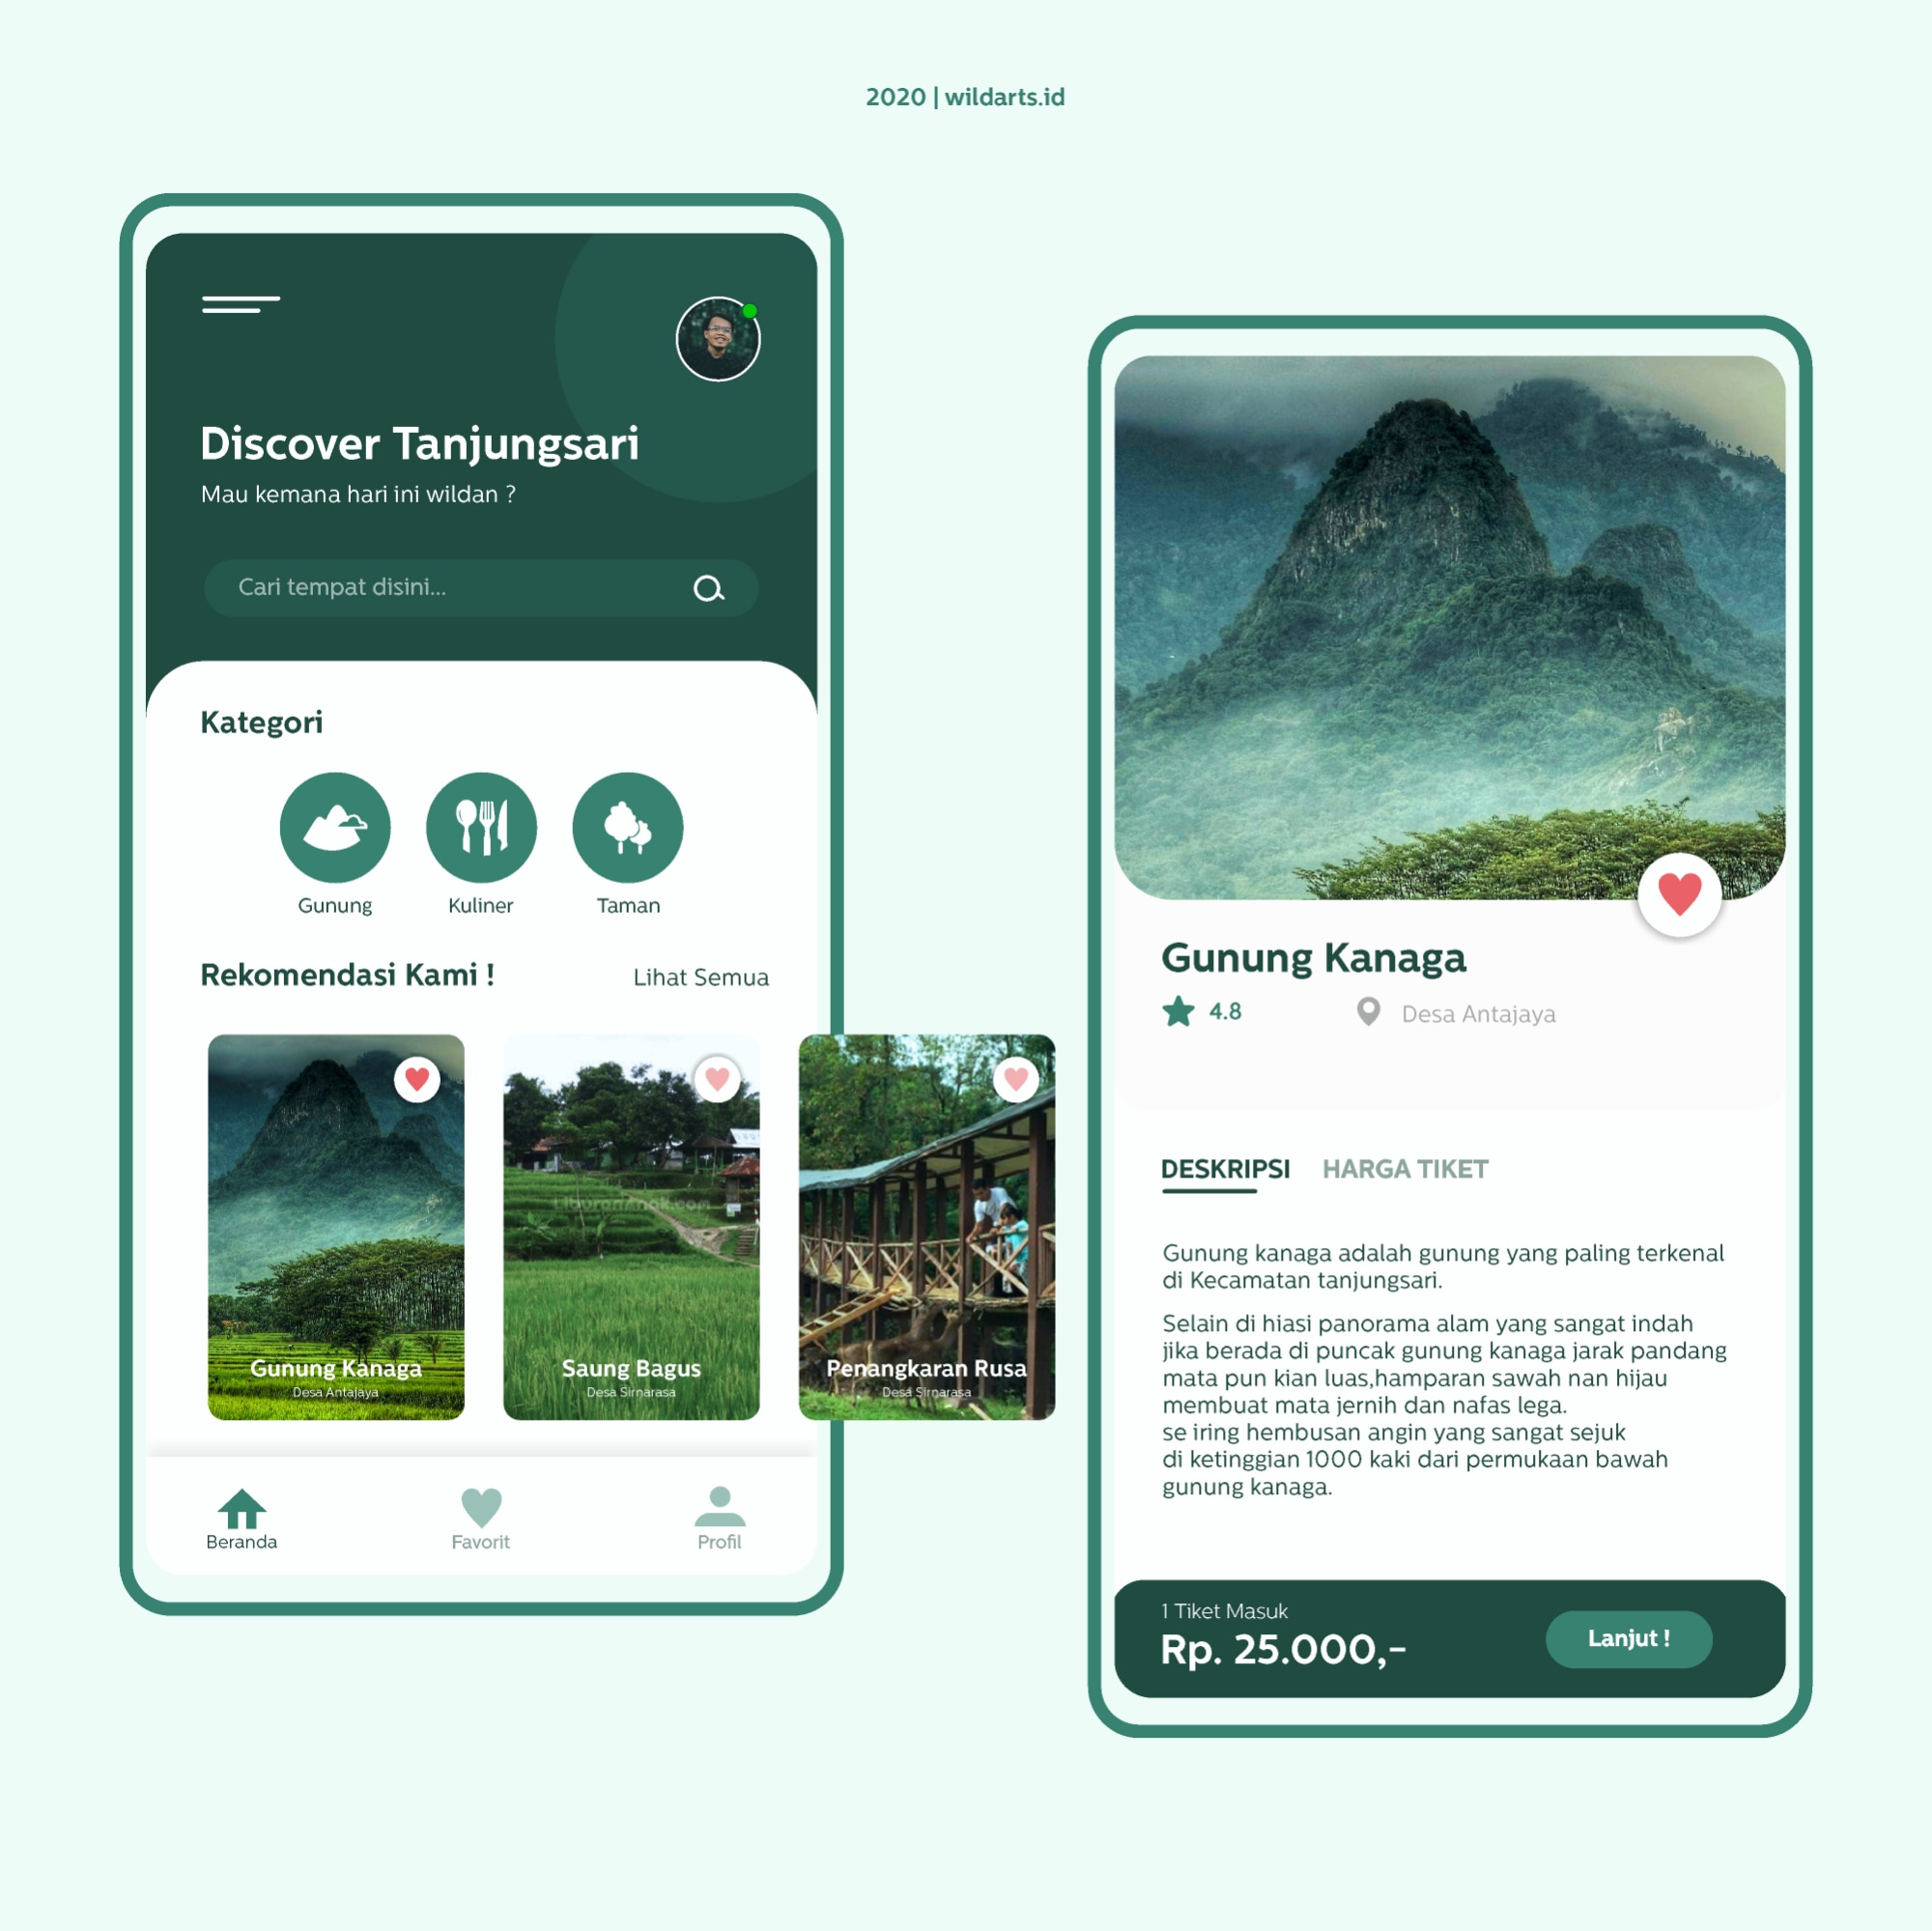 2020 | wildarts.id
Discover Tanjungsari
Mau kemana hari ini wildan ?
Cari tempat disini...
Kategori
Gunung
Kuliner
Taman
Rekomendasi Kami !
Lihat Semua
LiburanAnak.com
Gunung Kanaga
Desa Antajaya
Saung Bagus
Desa Sirnarasa
Penangkaran Rusa
Desa Sirnarasa
Beranda
Favorit
Profil
Gunung Kanaga
4.8
Desa Antajaya
DESKRIPSI
HARGA TIKET
Gunung kanaga adalah gunung yang paling terkenal
di Kecamatan tanjungsari.
Selain di hiasi panorama alam yang sangat indah
jika berada di puncak gunung kanaga jarak pandang
mata pun kian luas,hamparan sawah nan hijau
membuat mata jernih dan nafas lega.
se iring hembusan angin yang sangat sejuk
di ketinggian 1000 kaki dari permukaan bawah
gunung kanaga.
1 Tiket Masuk
Rp. 25.000,-
Lanjut !